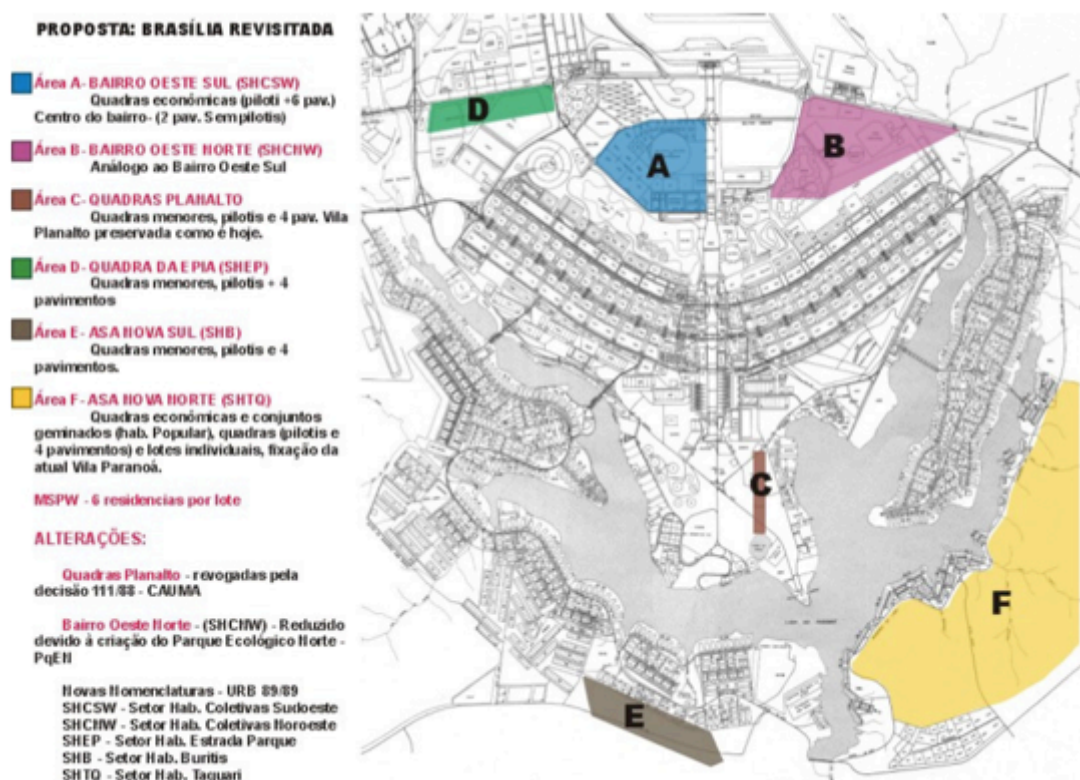 PROPOSTA: BRASÍLIA REVISITADA
Área A- BAIRRO OESTE SUL (SHCSW)
Quadras económicas (piloti +6 pav.)
Centro do bairro- (2 pav. Sem pilotis)
Área B - BAIRRO OESTE NORTE (SHCNW)
Análogo ao Bairro Oeste Sul
Área C- QUADRAS PLANALTO
Quadras menores, pilotis e 4 pav. Vila
Planalto preservada como é hoje.
Área D - QUADRA DA EPIA (SHEP)
Quadras menores, pilotis + 4
pavimentos
Área E - ASA NOVA SUL (SHB)
Quadras menores, pilotis e 4
pavimentos.
Área F - ASA NOVA NORTE (SHTQ)
Quadras económicas e conjuntos
geminados (hab. Popular), quadras (pilotis e
4 pavimentos) e lotes individuais, fixação da
atual Vila Paranoá.
MSPW - 6 residencias por lote
ALTERAÇÕES:
Quadras Planalto - revogadas pela
decisão 111/88 - CAUMA
Bairro Oeste Norte - (SHCNW) - Reduzido
devido à criação do Parque Ecológico Norte -
PqEN
Novas Nomenclaturas - URB 89/89
SHCSW - Setor Hab. Coletivas Sudoeste
SHCNW - Setor Hab. Coletivas Noroeste
SHEP - Setor Hab. Estrada Parque
SHB - Setor Hab. Buritis
SHTQ - Setor Hab. Taquari
D
A
B
C
F
E